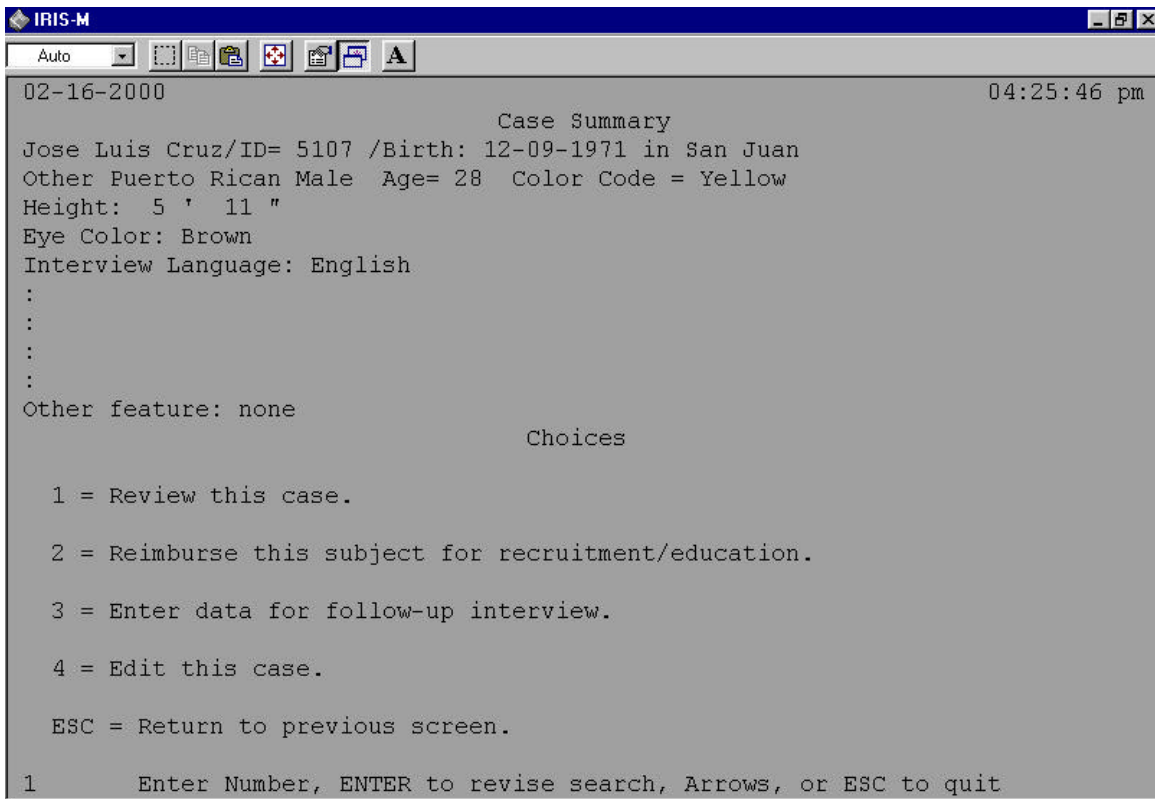 IRIS-M
Auto A
02-16-2000 04:25:46 pm
Case Summary
Jose Luis Cruz/ID= 5107 /Birth: 12-09-1971 in San Juan
Other Puerto Rican Male Age= 28 Color Code = Yellow
Height: 5 ' 11 "
Eye Color: Brown
Interview Language: English
:
:
:
:
Other feature: none
Choices
1 = Review this case.
2 = Reimburse this subject for recruitment/education.
3 = Enter data for follow-up interview.
4 = Edit this case.
ESC = Return to previous screen.
1 Enter Number, ENTER to revise search, Arrows, or ESC to quit